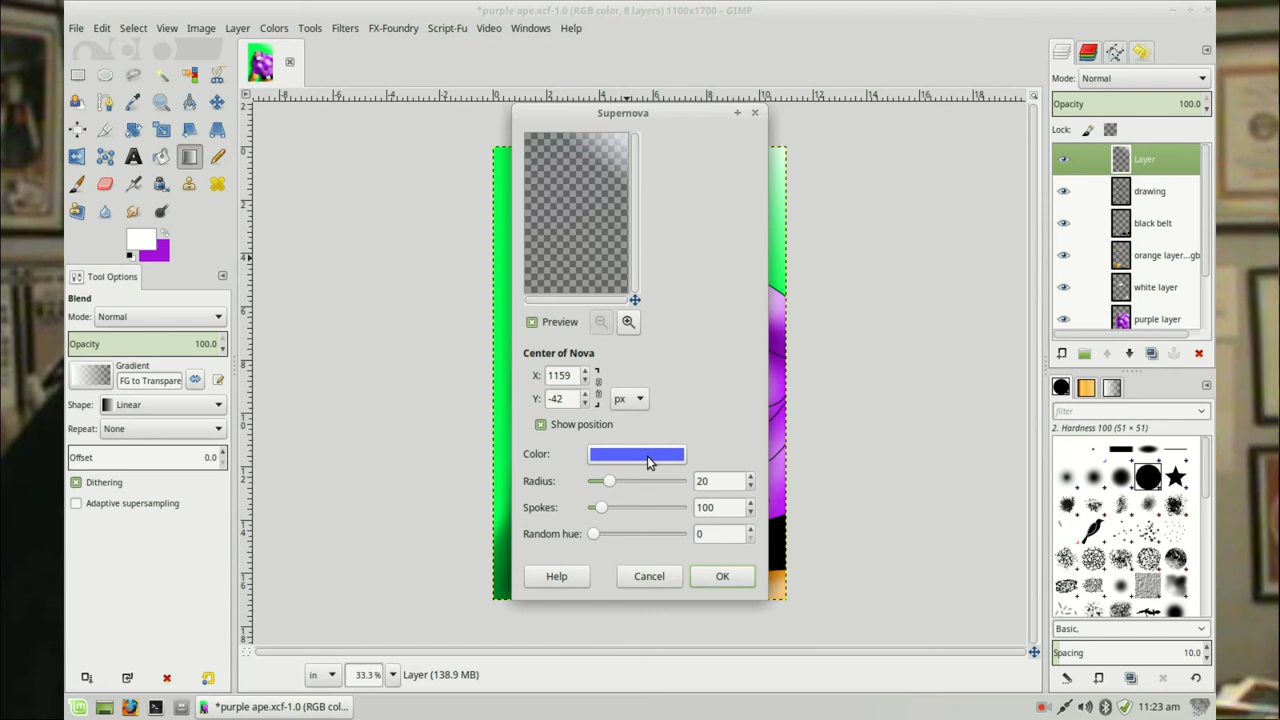 *purple ape.xcf-1.0 (RGB color, 8 layers) 1100x1700 – GIMP
File Edit Select View Image Layer Colors Tools Filters FX-Foundry Script-Fu Video Windows Help
Supernova
Mode: Normal
Opacity 100.0
Lock:
Layer
drawing
black belt
orange layer...gb
white layer
purple layer
Tool Options
Blend
Mode: Normal
Opacity 100.0
Gradient
FG to Transpare
Shape: Linear
Repeat: None
Offset 0.0
Dithering
Adaptive supersampling
Preview
Center of Nova
X: 1159
Y: -42
px
Show position
Color:
Radius: 20
Spokes: 100
Random hue: 0
Help Cancel OK
filter
2. Hardness 100 (51 × 51)
Basic,
Spacing 10.0
in 33.3% Layer (138.9 MB)
*purple ape.xcf-1.0 (RGB col...
11:23 am